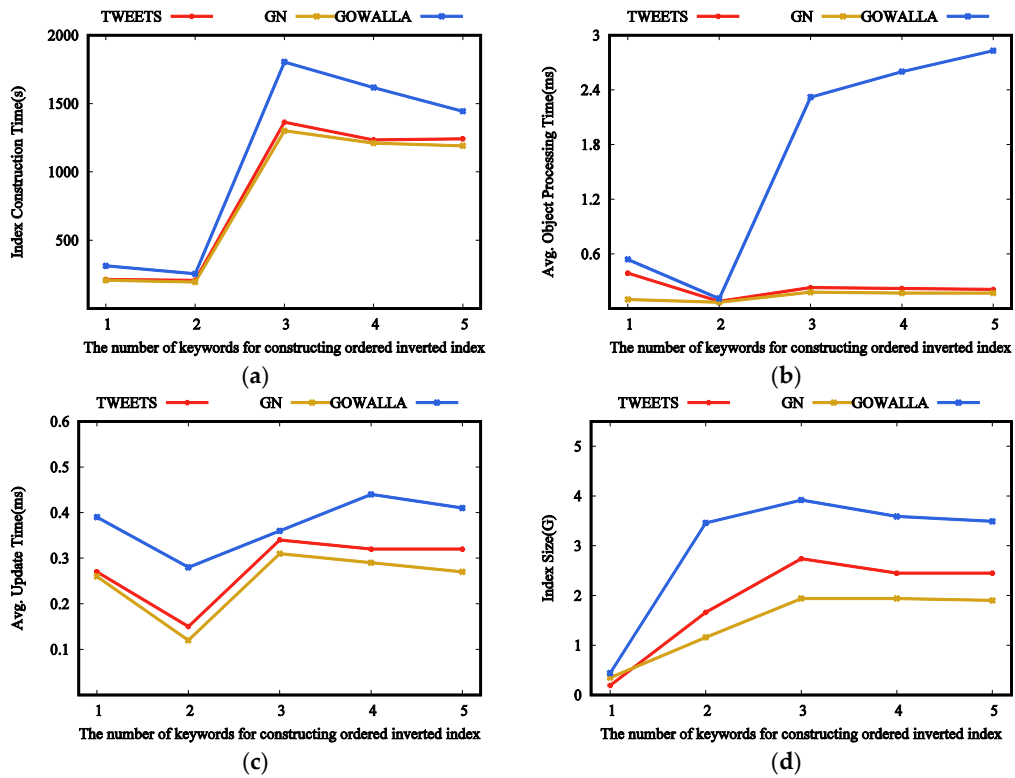 TWEETS GN GOWALLA
2000
1500
1000
500
1 2 3 4 5
Index Construction Time(s)
The number of keywords for constructing ordered inverted index
(a)
TWEETS GN GOWALLA
3
2.4
1.8
1.2
0.6
1 2 3 4 5
Avg. Object Processing Time(ms)
The number of keywords for constructing ordered inverted index
(b)
TWEETS GN GOWALLA
0.6
0.5
0.4
0.3
0.2
0.1
1 2 3 4 5
Avg. Update Time(ms)
The number of keywords for constructing ordered inverted index
(c)
TWEETS GN GOWALLA
5
4
3
2
1
0
1 2 3 4 5
Index Size(G)
The number of keywords for constructing ordered inverted index
(d)